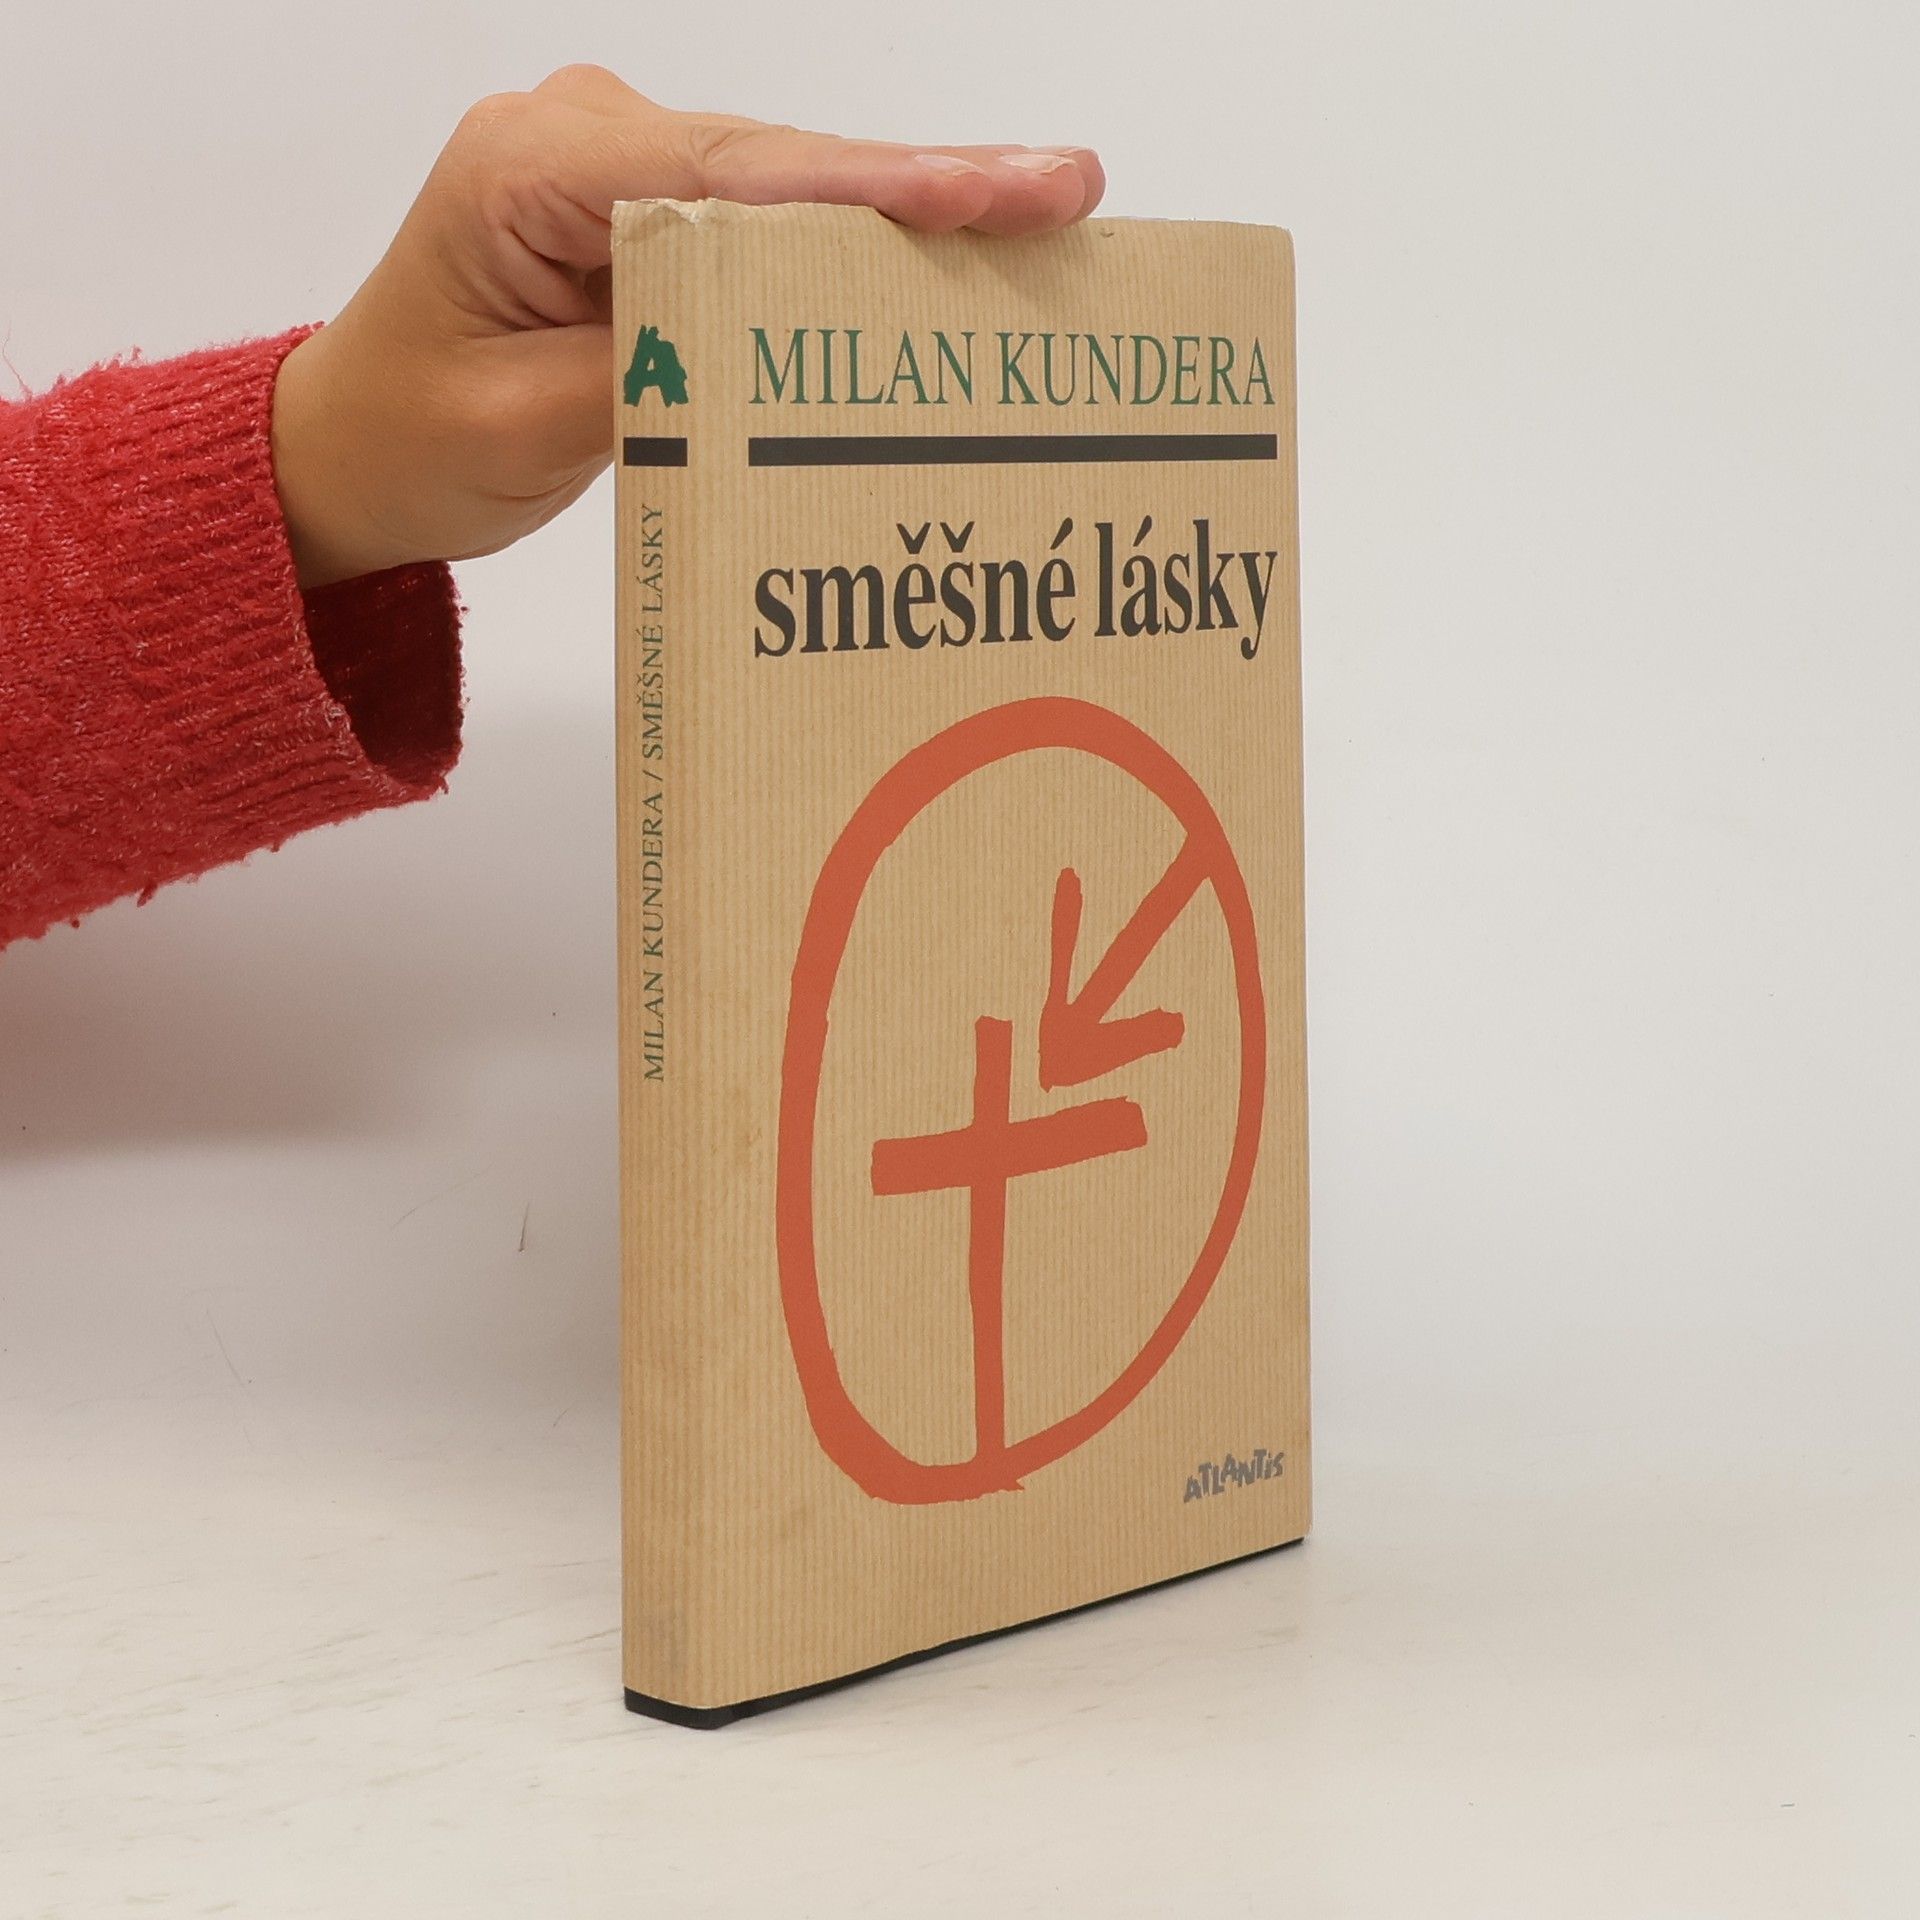 MILAN KUNDERA
směšné lásky
ATLANTIS
A
MILAN KUNDERA / SMĚŠNÉ LÁSKY